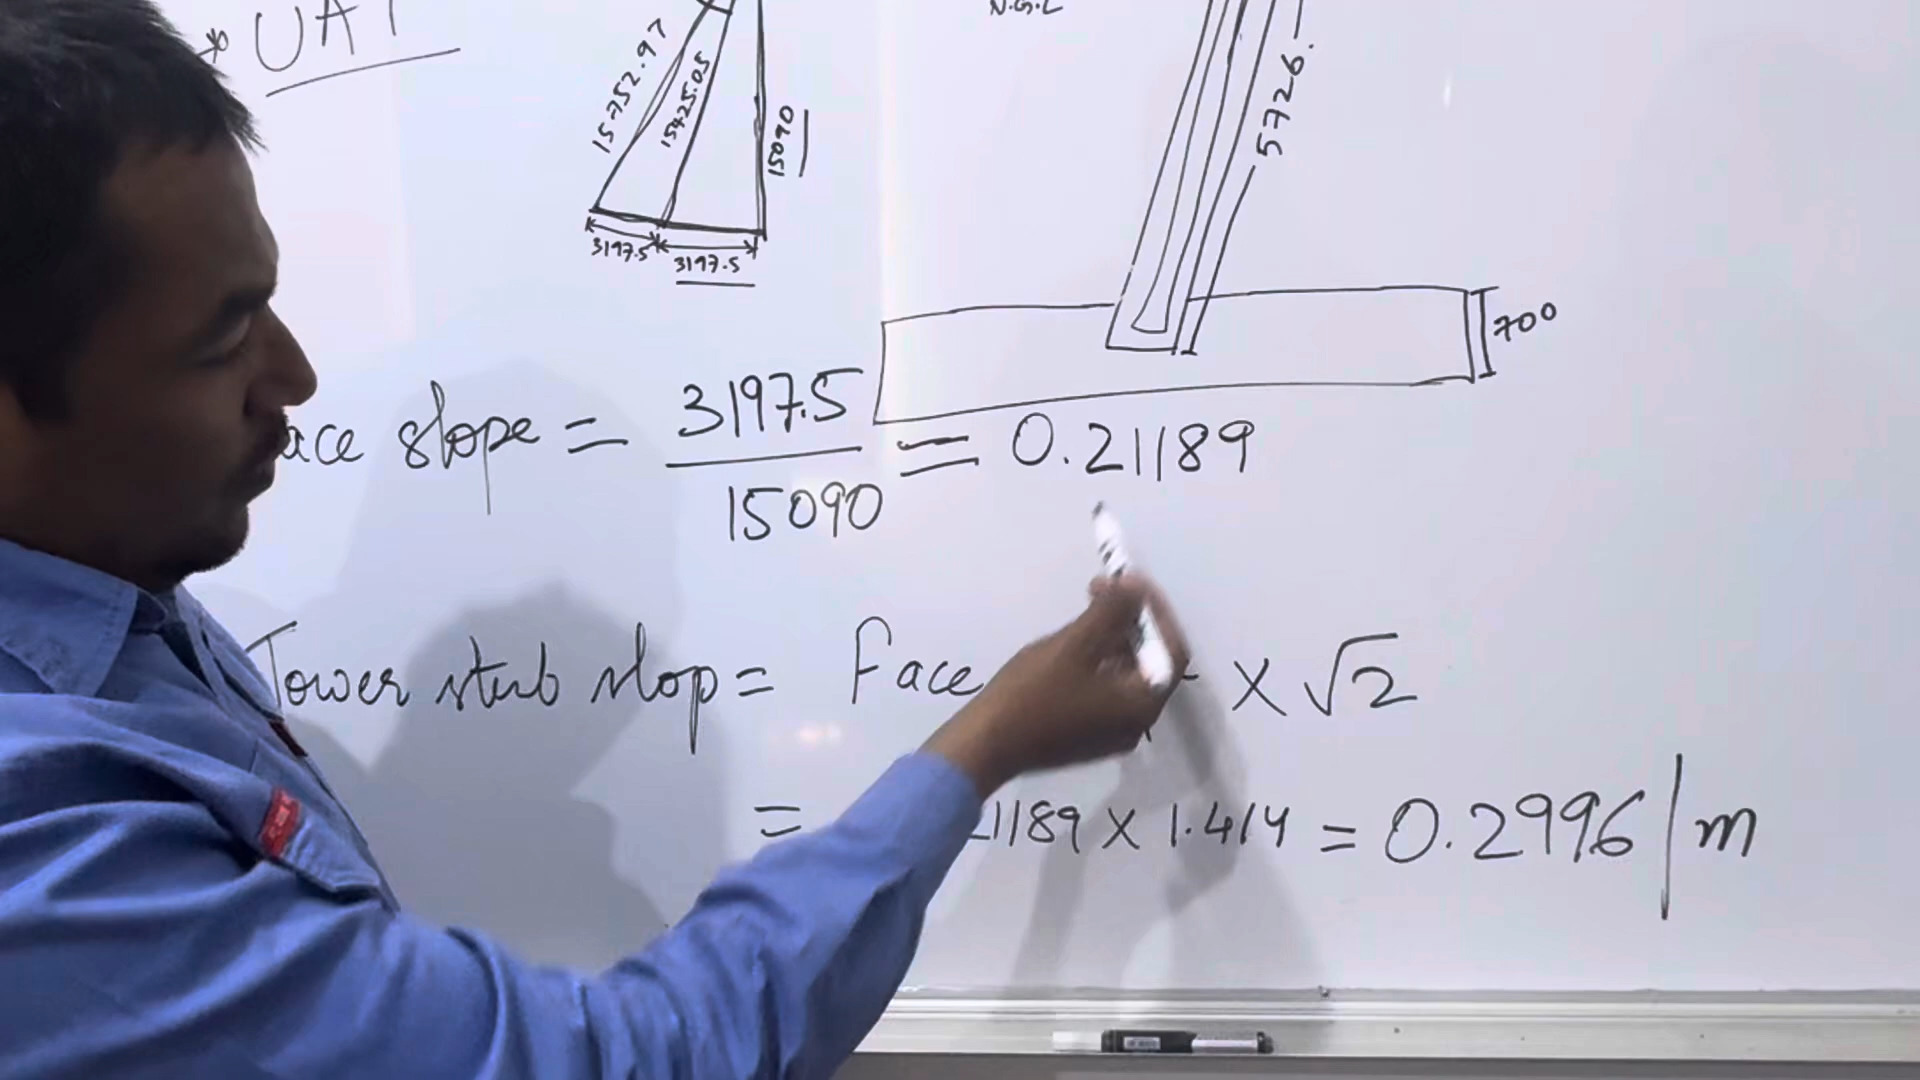 UAT
N.G.L
15752.97
15425.05
15090
5726.
3197.5
3197.5
700
ace slope = 3197.5 / 15090 = 0.21189
Tower stub slop = Face × √2
= 1189 × 1.414 = 0.2996 / m